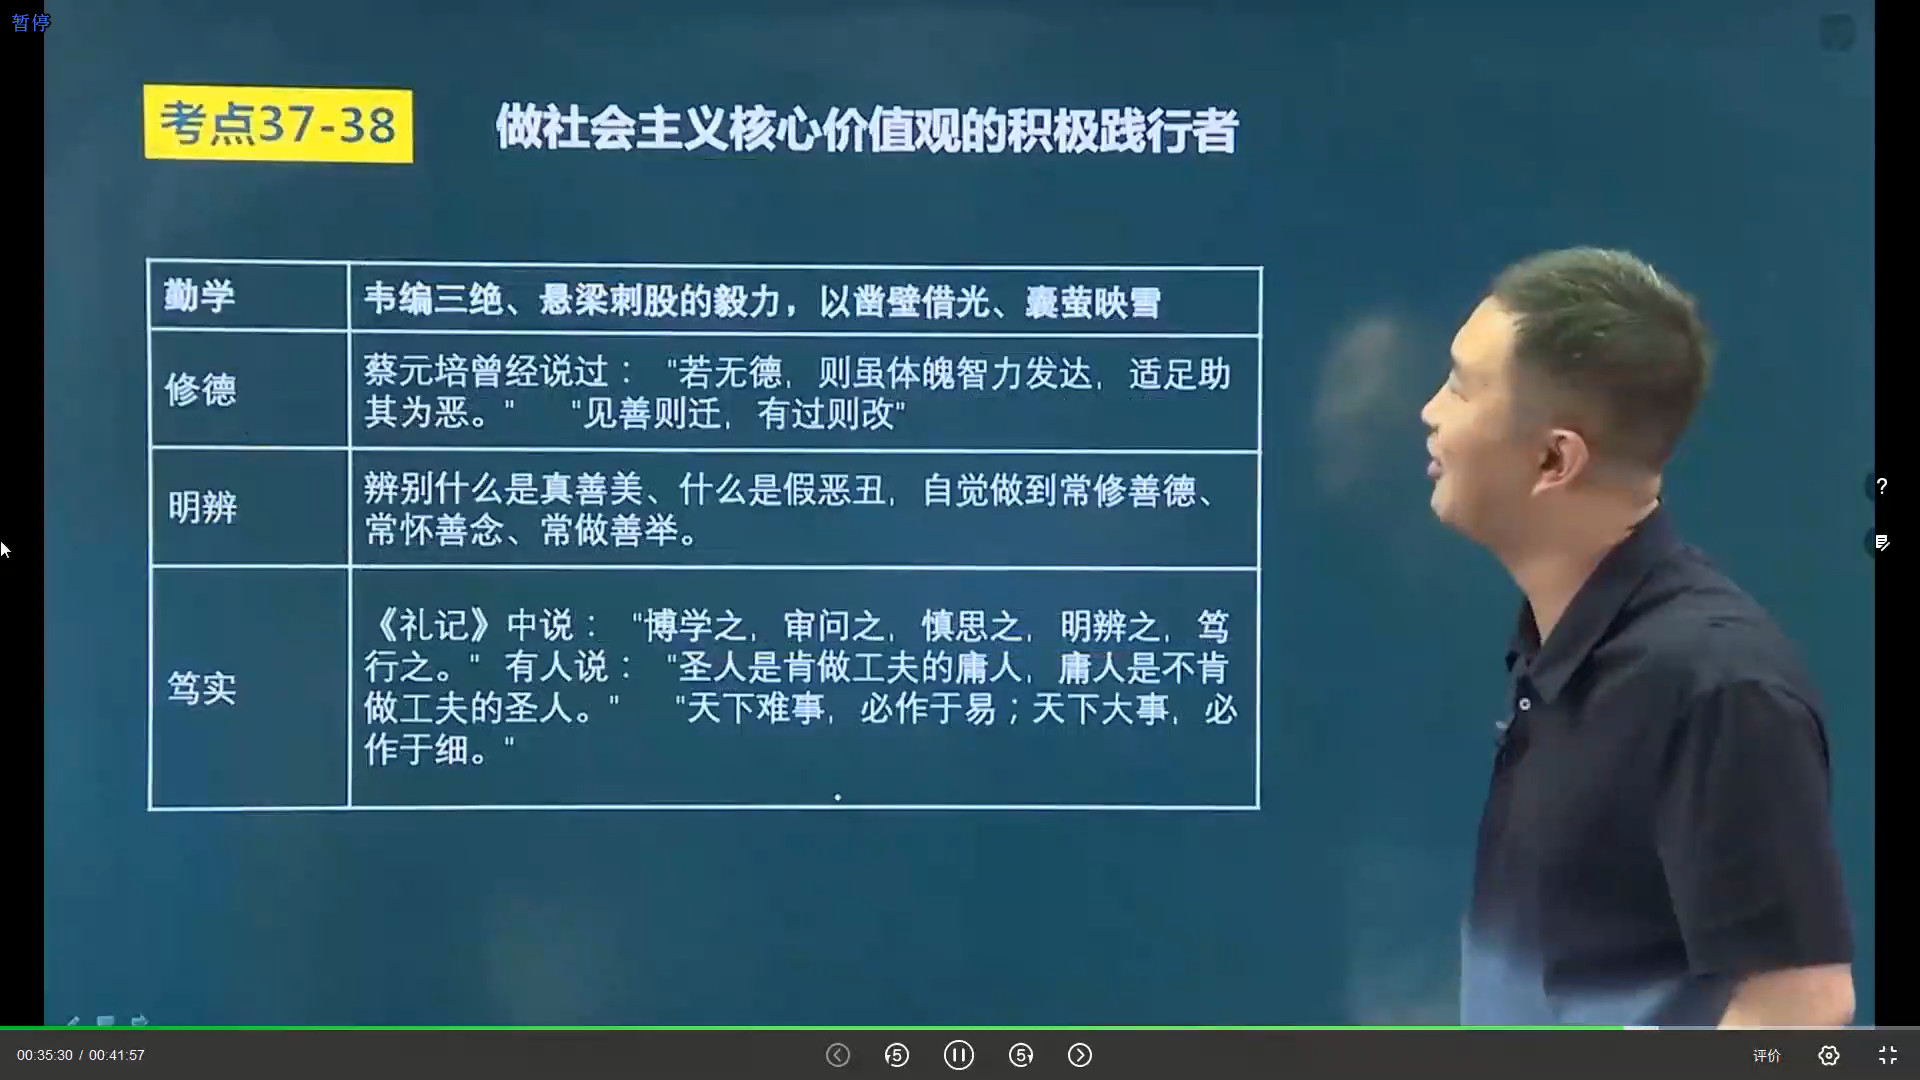 暂停
考点37-38
做社会主义核心价值观的积极践行者
勤学
韦编三绝、悬梁刺股的毅力，以凿壁借光、囊萤映雪
修德
蔡元培曾经说过："若无德，则虽体魄智力发达，适足助
其为恶。" "见善则迁，有过则改"
明辨
辨别什么是真善美、什么是假恶丑，自觉做到常修善德、
常怀善念、常做善举。
笃实
《礼记》中说："博学之，审问之，慎思之，明辨之，笃
行之。"有人说："圣人是肯做工夫的庸人，庸人是不肯
做工夫的圣人。" "天下难事，必作于易；天下大事，必
作于细。"
?
00:35:30 / 00:41:57
5
5
评价